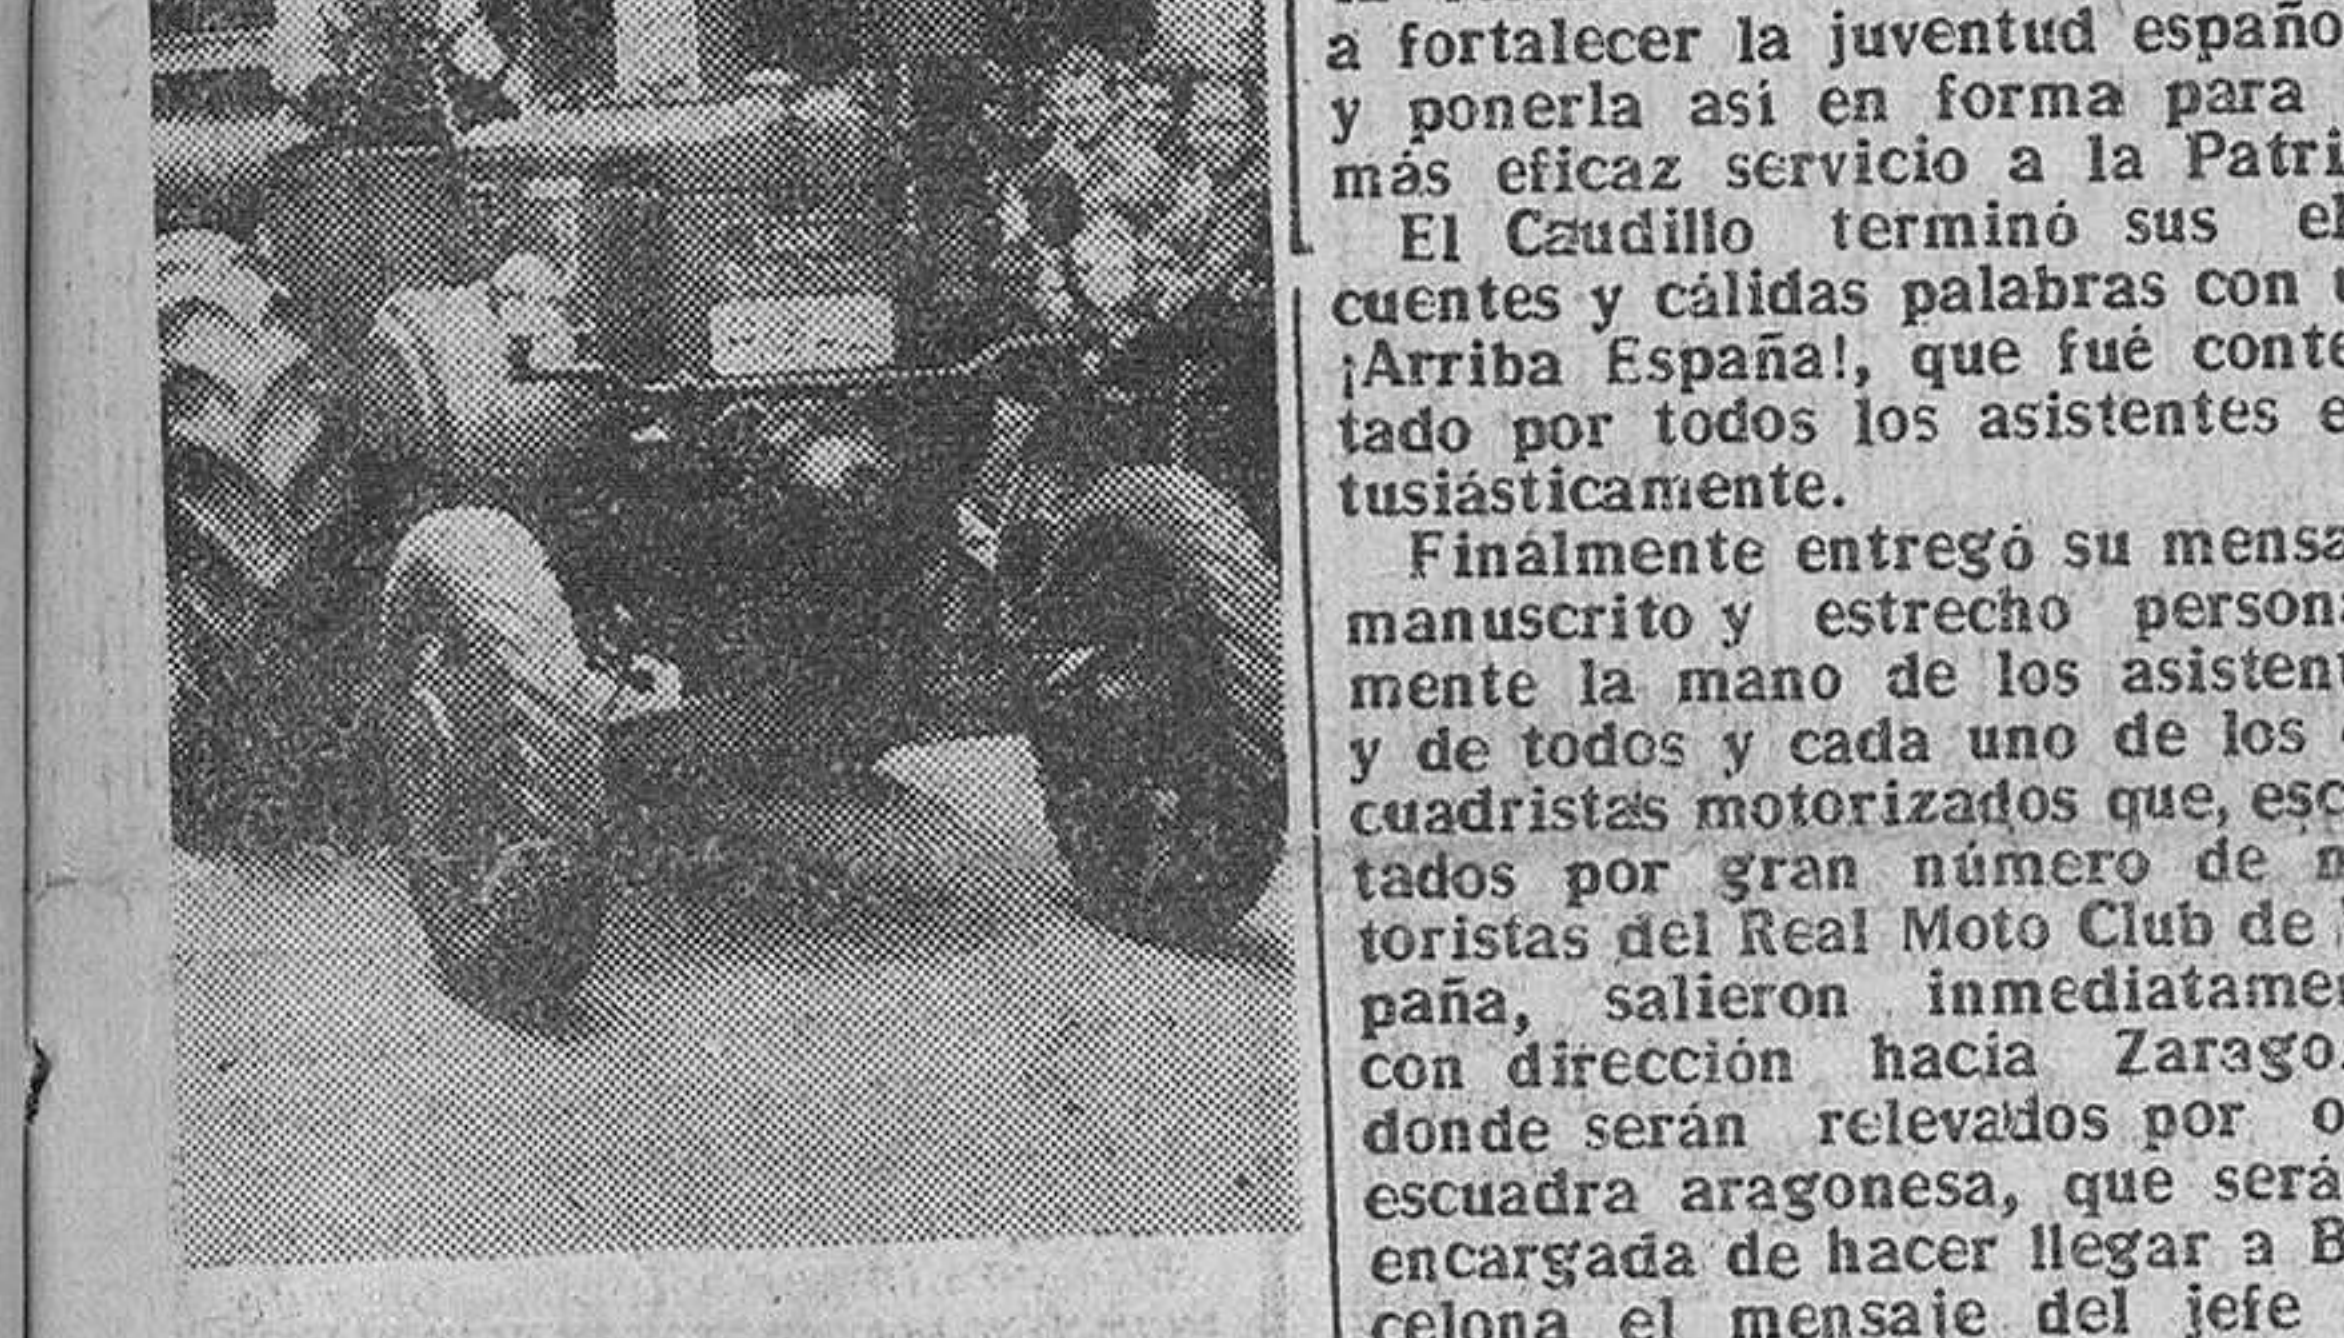 a fortalecer la juventud españo
y ponerla así en forma para
más eficaz servicio a la Patri
El Caudillo terminó sus el
cuentes y cálidas palabras con
¡Arriba España!, que fué conte
tado por todos los asistentes e
tusiásticamente.
Finalmente entregó su mensa
manuscrito y estrecho person
mente la mano de los asistent
y de todos y cada uno de los
cuadristas motorizados que, esc
tados por gran número de m
toristas del Real Moto Club de
paña, salieron inmediatamen
con dirección hacia Zarago
donde serán relevados por o
escuadra aragonesa, que será
encargada de hacer llegar a B
celona el mensaje del jefe